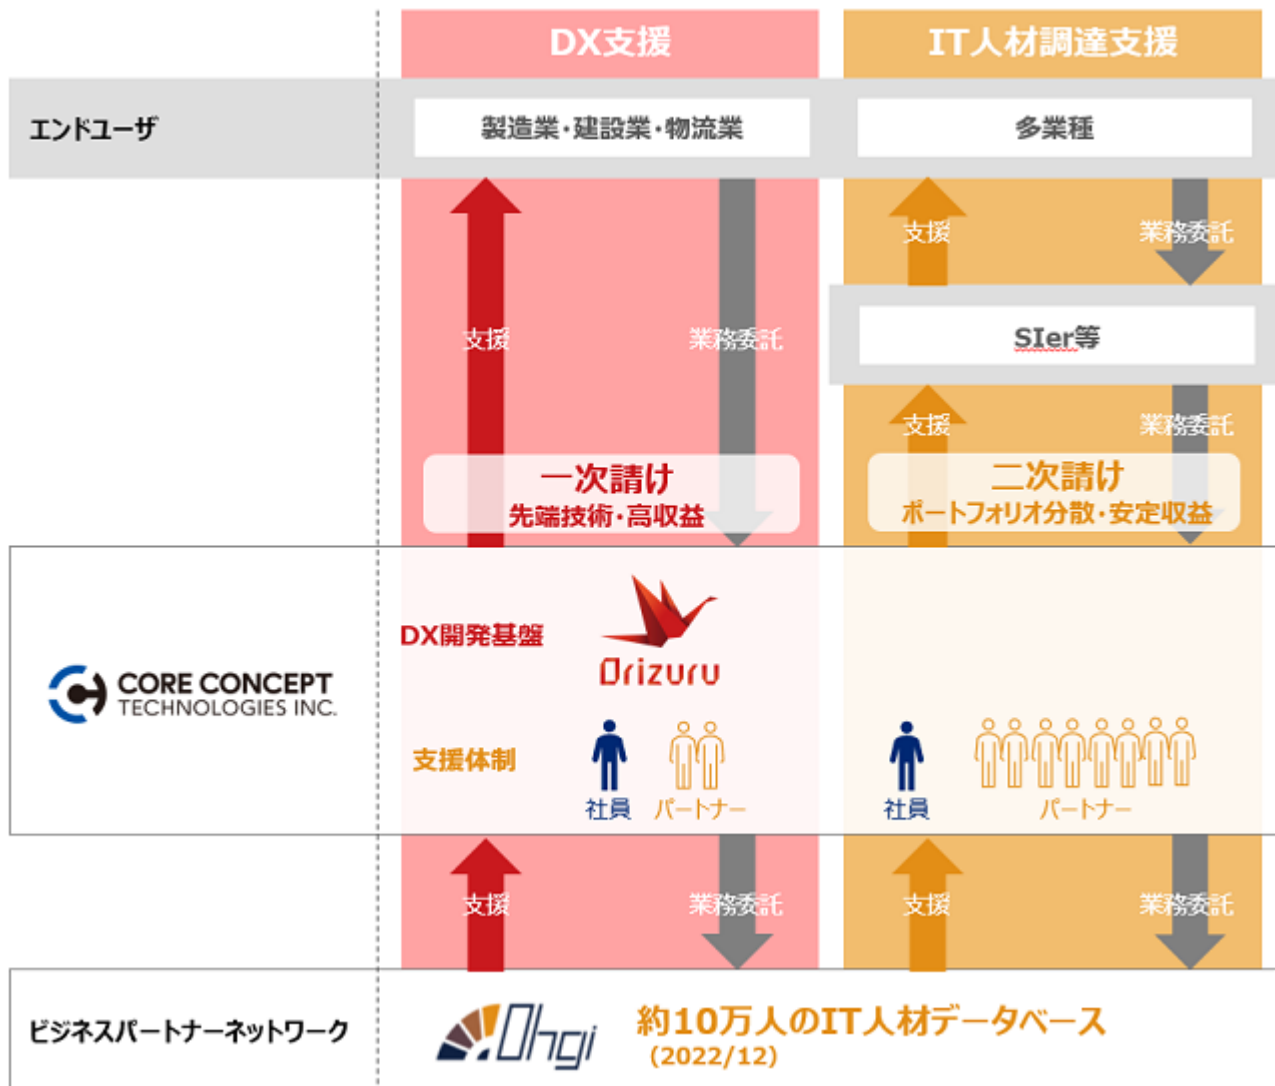 DX支援
IT人材調達支援
エンドユーザ
製造業・建設業・物流業
多業種
支援
業務委託
SIer等
支援
業務委託
支援
業務委託
一次請け
先端技術・高収益
二次請け
ポートフォリオ分散・安定収益
DX開発基盤
Orizuru
CORE CONCEPT
TECHNOLOGIES INC.
支援体制
社員
パートナー
社員
パートナー
支援
業務委託
支援
業務委託
ビジネスパートナーネットワーク
Ohgi
約10万人のIT人材データベース
(2022/12)